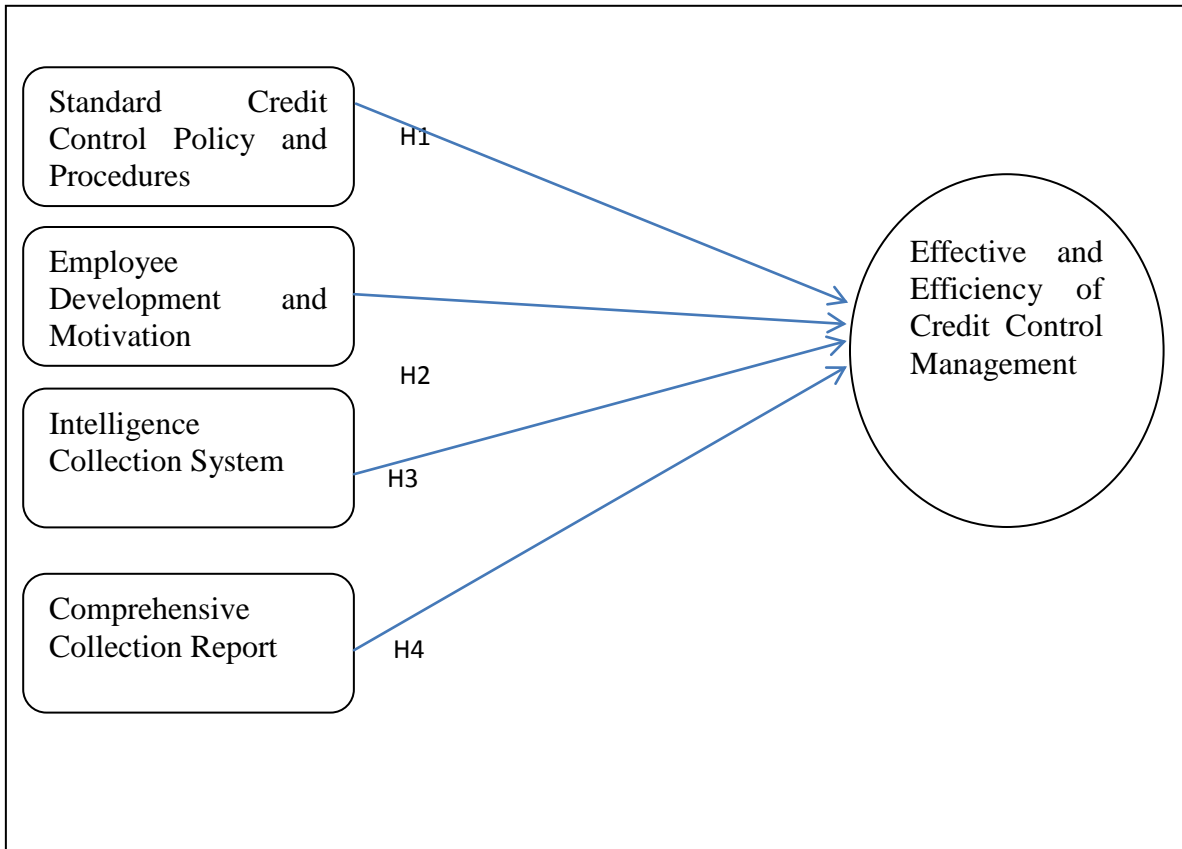 Standard Credit
Control Policy and
Procedures
H1
Employee
Development and
Motivation
H2
Intelligence
Collection System
H3
Comprehensive
Collection Report
H4
Effective and
Efficiency of
Credit Control
Management